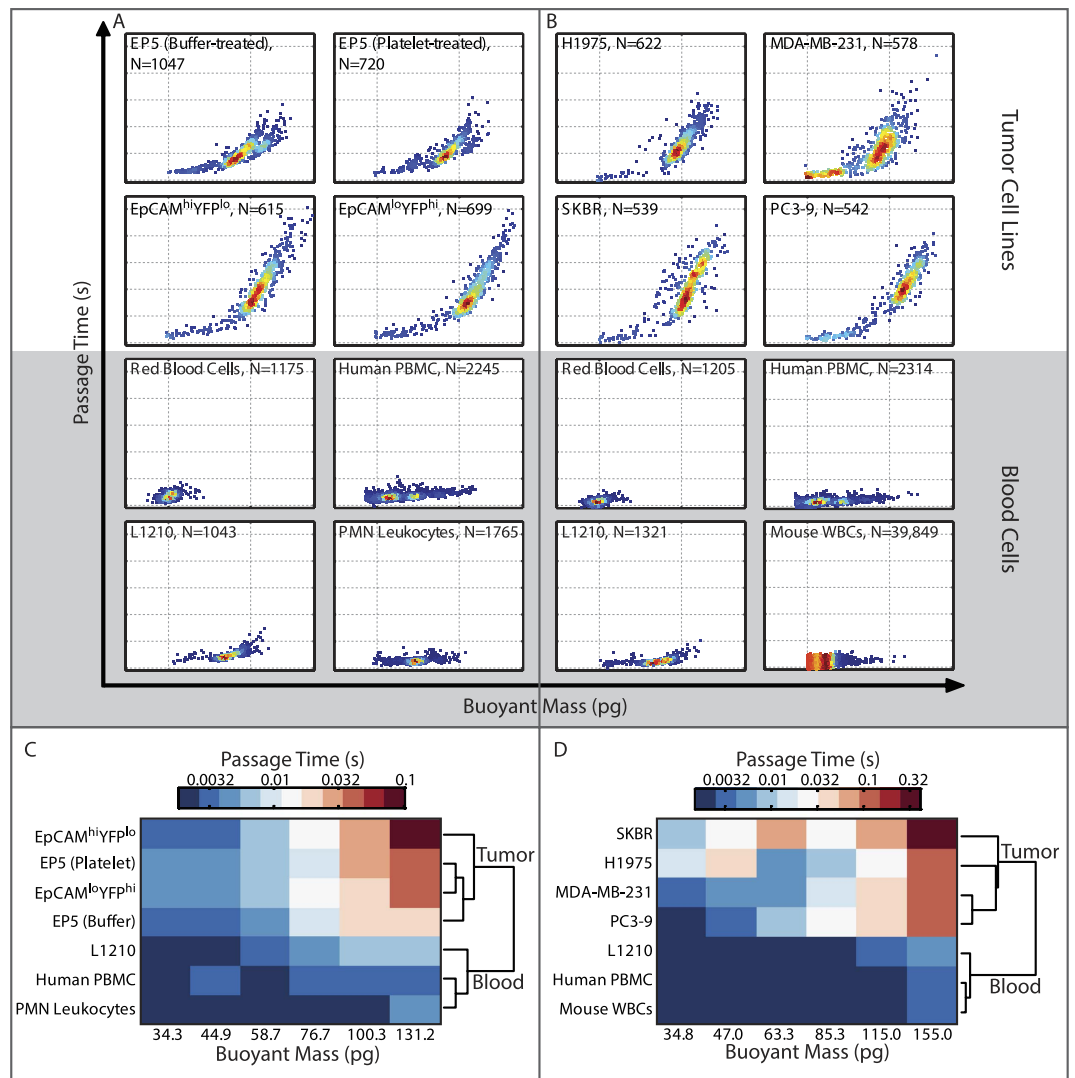 A
B
EP5 (Buffer-treated),
N=1047
EP5 (Platelet-treated),
N=720
H1975, N=622
MDA-MB-231, N=578
EpCAMhiYFPlo, N=615
EpCAMloYFPhi, N=699
SKBR, N=539
PC3-9, N=542
Tumor Cell Lines
Passage Time (s)
Red Blood Cells, N=1175
Human PBMC, N=2245
Red Blood Cells, N=1205
Human PBMC, N=2314
L1210, N=1043
PMN Leukocytes, N=1765
L1210, N=1321
Mouse WBCs, N=39,849
Blood Cells
Buoyant Mass (pg)
C
Passage Time (s)
0.0032 0.01 0.032 0.1
EpCAMhiYFPlo
EP5 (Platelet)
EpCAMloYFPhi
EP5 (Buffer)
L1210
Human PBMC
PMN Leukocytes
Tumor
Blood
34.3 44.9 58.7 76.7 100.3 131.2
Buoyant Mass (pg)
D
Passage Time (s)
0.0032 0.01 0.032 0.1 0.32
SKBR
H1975
MDA-MB-231
PC3-9
L1210
Human PBMC
Mouse WBCs
Tumor
Blood
34.8 47.0 63.3 85.3 115.0 155.0
Buoyant Mass (pg)